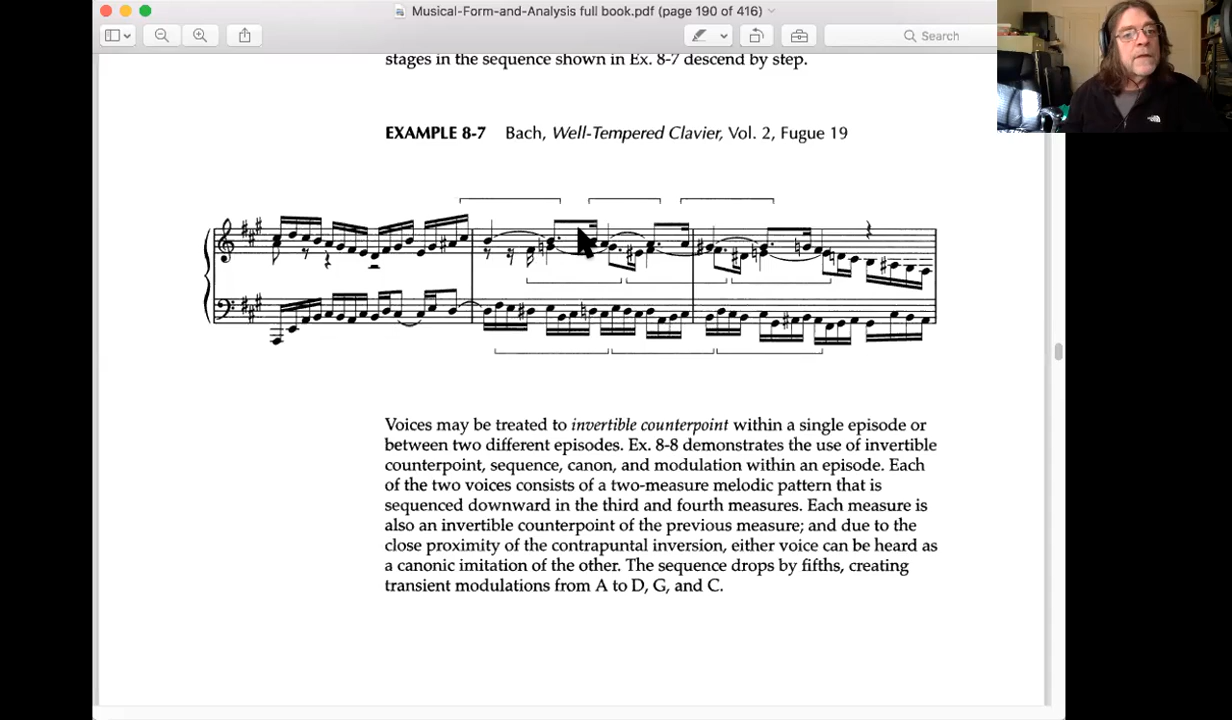 Musical-Form-and-Analysis full book.pdf (page 190 of 416)
Search
stages in the sequence shown in Ex. 8-7 descend by step.
EXAMPLE 8-7 Bach, Well-Tempered Clavier, Vol. 2, Fugue 19
Voices may be treated to invertible counterpoint within a single episode or
between two different episodes. Ex. 8-8 demonstrates the use of invertible
counterpoint, sequence, canon, and modulation within an episode. Each
of the two voices consists of a two-measure melodic pattern that is
sequenced downward in the third and fourth measures. Each measure is
also an invertible counterpoint of the previous measure; and due to the
close proximity of the contrapuntal inversion, either voice can be heard as
a canonic imitation of the other. The sequence drops by fifths, creating
transient modulations from A to D, G, and C.